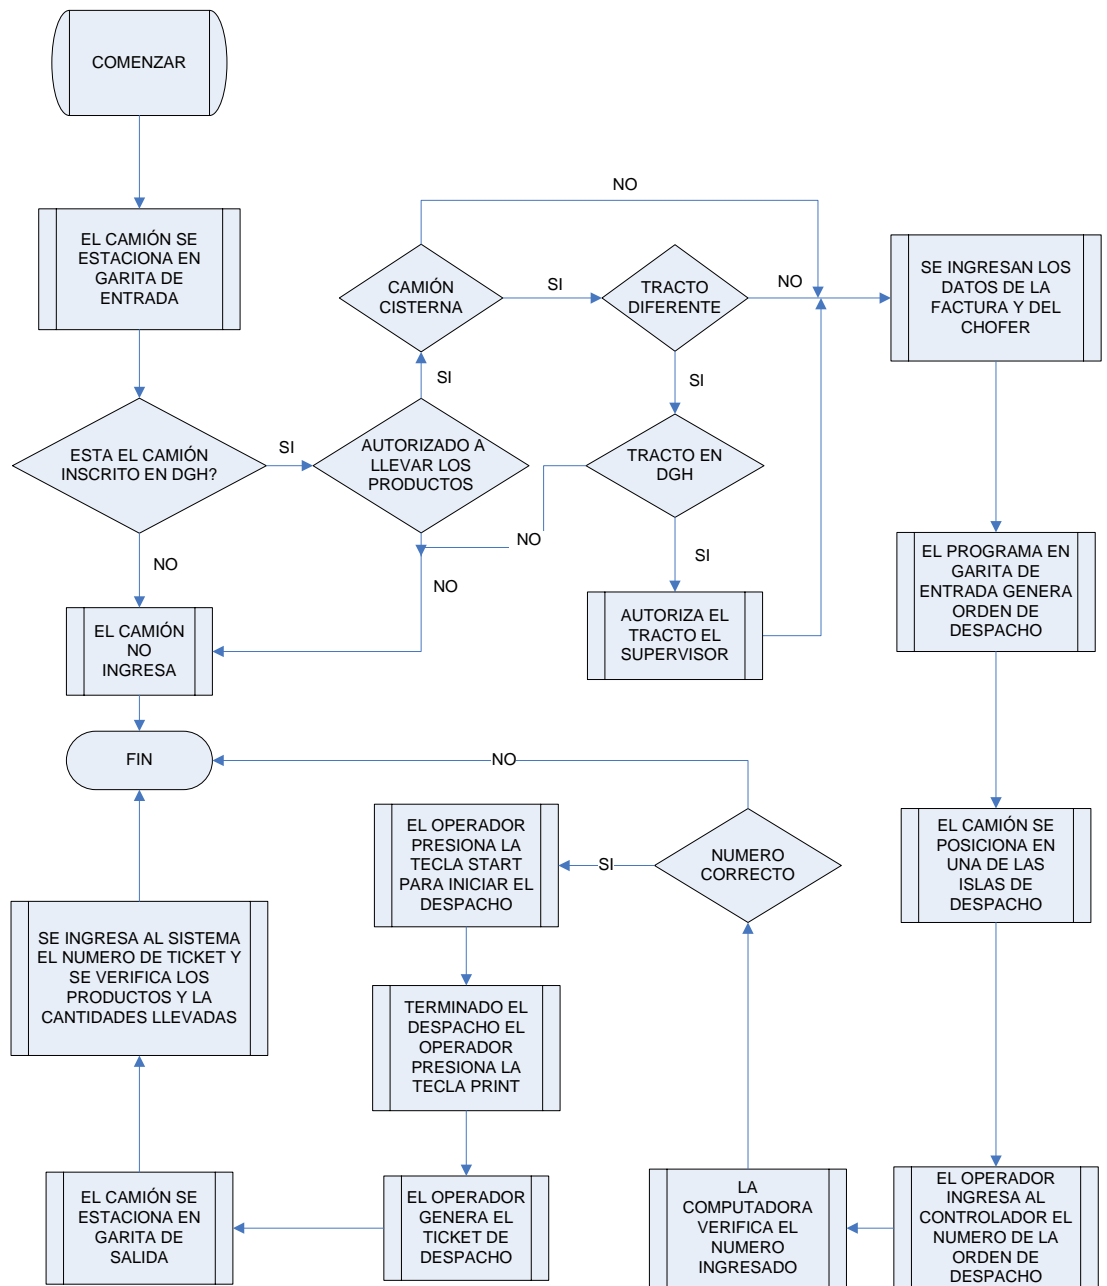 COMENZAR
EL CAMIÓN SE
ESTACIONA EN
GARITA DE
ENTRADA
ESTA EL CAMIÓN
INSCRITO EN DGH?
SI
NO
AUTORIZADO A
LLEVAR LOS
PRODUCTOS
SI
NO
CAMIÓN
CISTERNA
NO
SI
TRACTO
DIFERENTE
NO
SI
TRACTO EN
DGH
NO
SI
AUTORIZA EL
TRACTO EL
SUPERVISOR
EL CAMIÓN
NO
INGRESA
FIN
SE INGRESAN LOS
DATOS DE LA
FACTURA Y DEL
CHOFER
EL PROGRAMA EN
GARITA DE
ENTRADA GENERA
ORDEN DE
DESPACHO
EL CAMIÓN SE
POSICIONA EN
UNA DE LAS
ISLAS DE
DESPACHO
EL OPERADOR
INGRESA AL
CONTROLADOR EL
NUMERO DE LA
ORDEN DE
DESPACHO
LA
COMPUTADORA
VERIFICA EL
NUMERO
INGRESADO
NUMERO
CORRECTO
NO
SI
EL OPERADOR
PRESIONA LA
TECLA START
PARA INICIAR EL
DESPACHO
TERMINADO EL
DESPACHO EL
OPERADOR
PRESIONA LA
TECLA PRINT
EL OPERADOR
GENERA EL
TICKET DE
DESPACHO
EL CAMIÓN SE
ESTACIONA EN
GARITA DE
SALIDA
SE INGRESA AL SISTEMA
EL NUMERO DE TICKET Y
SE VERIFICA LOS
PRODUCTOS Y LA
CANTIDADES LLEVADAS